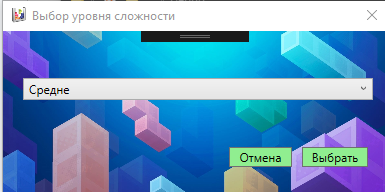 Выбор уровня сложности
Средне
Отмена
Выбрать